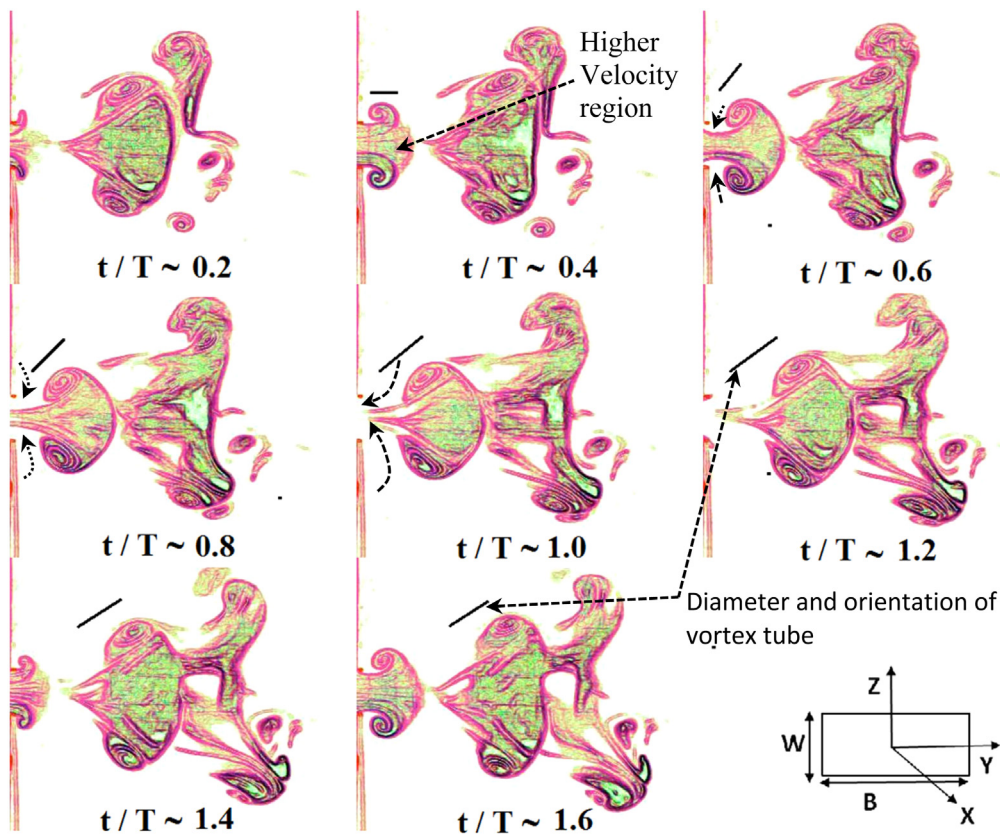 Higher
Velocity
region
t / T ~ 0.2
t / T ~ 0.4
t / T ~ 0.6
t / T ~ 0.8
t / T ~ 1.0
t / T ~ 1.2
Diameter and orientation of
vortex tube
t / T ~ 1.4
t / T ~ 1.6
Z
W
Y
B
X